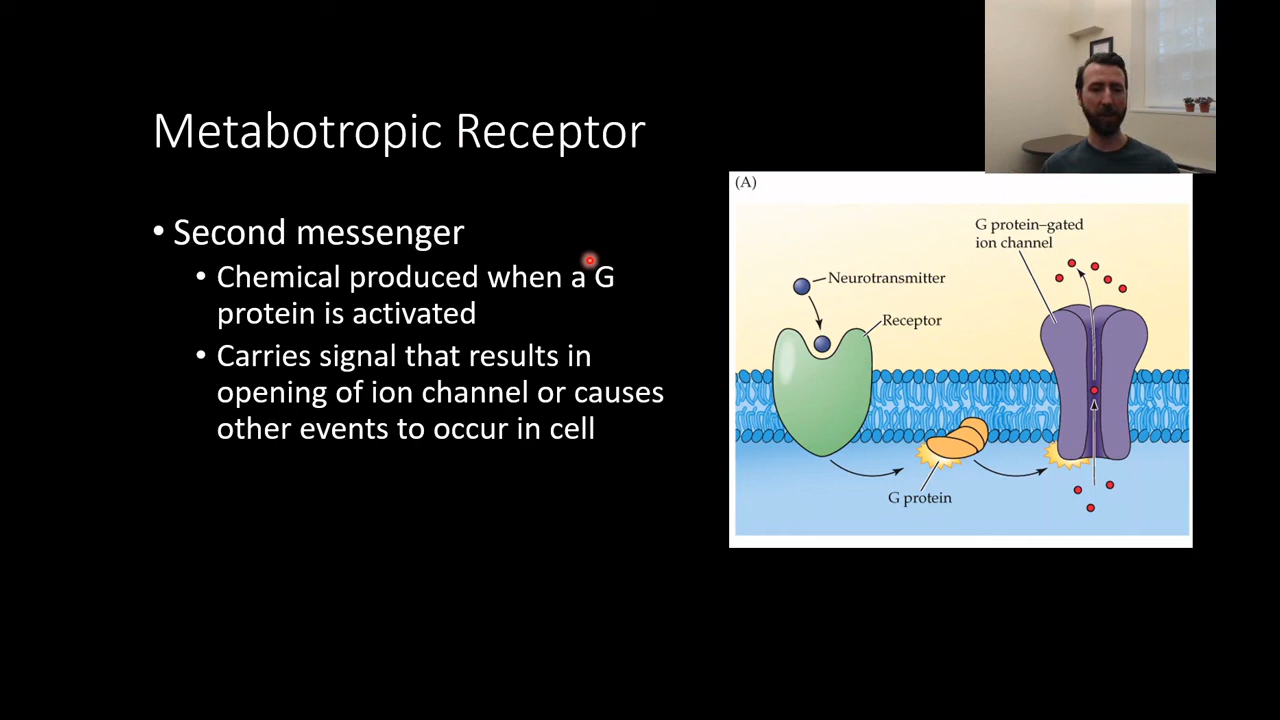 Metabotropic Receptor
• Second messenger
• Chemical produced when a G
protein is activated
• Carries signal that results in
opening of ion channel or causes
other events to occur in cell
(A)
G protein–gated
ion channel
Neurotransmitter
Receptor
G protein